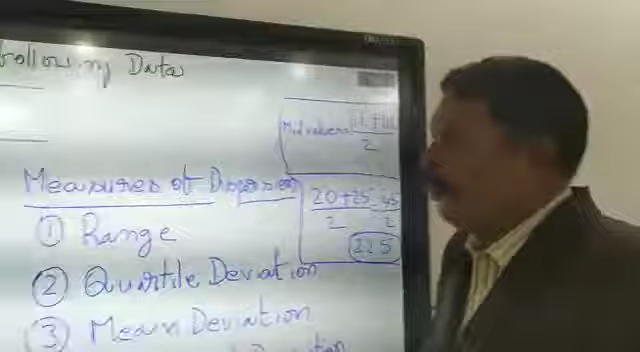 following Data
Mid values
2
Measures of Dispersion
20+25 45
2 2
22.5
① Range
② Quartile Deviation
③ Mean Deviation
Deviation